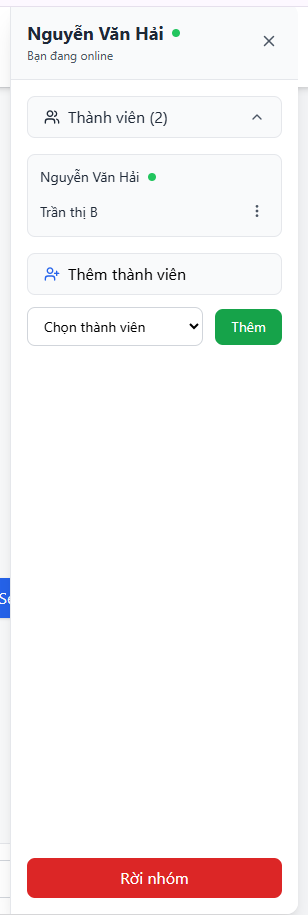 Nguyễn Văn Hải
Bạn đang online
Thành viên (2)
Nguyễn Văn Hải
Trần thị B
Thêm thành viên
Chọn thành viên
Thêm
Se
Rời nhóm